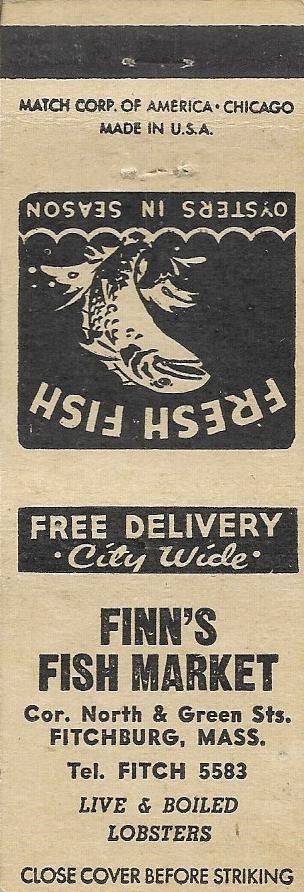 MATCH CORP. OF AMERICA · CHICAGO
MADE IN U.S.A.
FRESH FISH
OYSTERS IN SEASON
FREE DELIVERY
· City Wide ·
FINN'S
FISH MARKET
Cor. North & Green Sts.
FITCHBURG, MASS.
Tel. FITCH 5583
LIVE & BOILED
LOBSTERS
CLOSE COVER BEFORE STRIKING